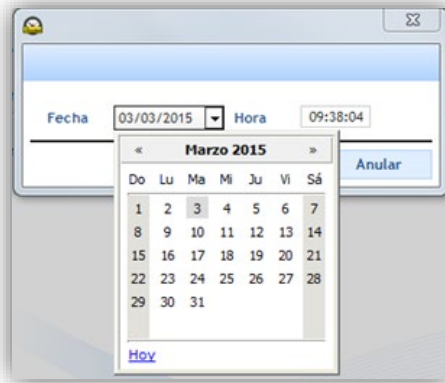 Fecha 03/03/2015 Hora 09:38:04
« Marzo 2015 »
Anular
Do Lu Ma Mi Ju Vi Sá
1 2 3 4 5 6 7
8 9 10 11 12 13 14
15 16 17 18 19 20 21
22 23 24 25 26 27 28
29 30 31
Hoy